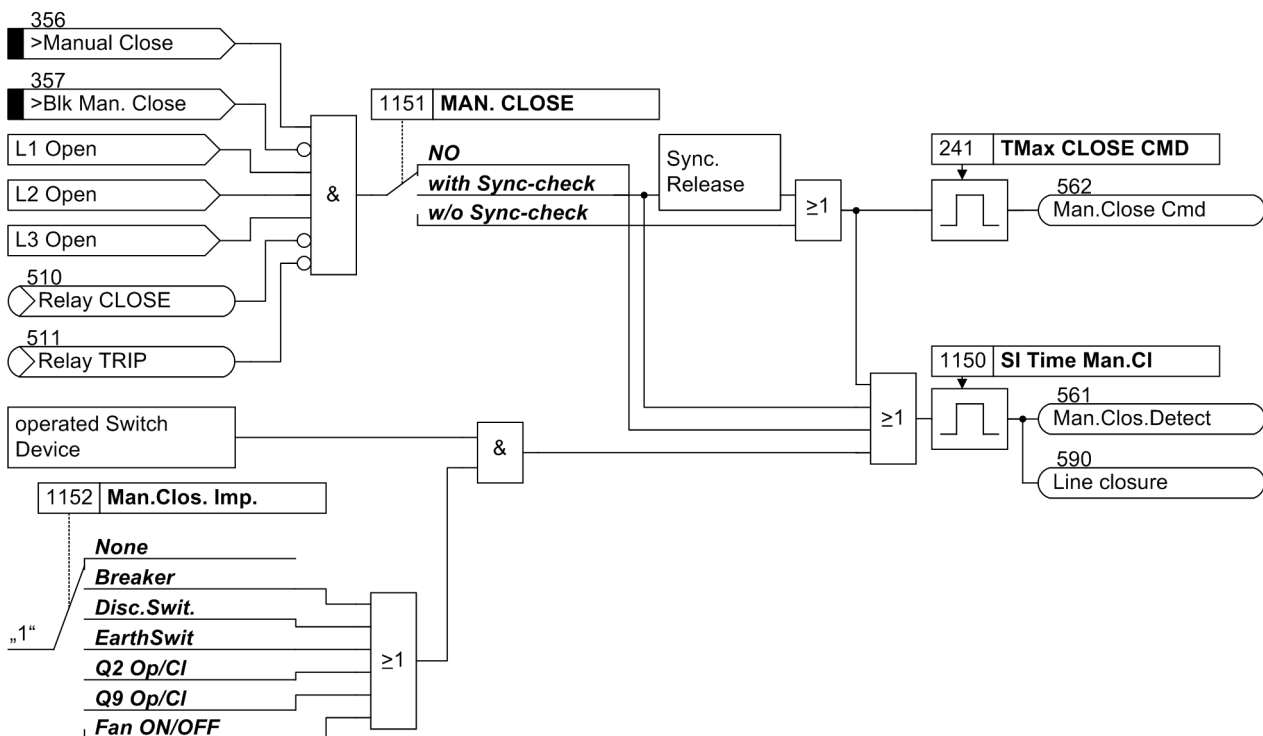 356
>Manual Close
357
>Blk Man. Close
L1 Open
L2 Open
L3 Open
510
Relay CLOSE
511
Relay TRIP
&
1151 MAN. CLOSE
NO
with Sync-check
w/o Sync-check
Sync.
Release
≥1
241 TMax CLOSE CMD
562
Man.Close Cmd
1150 SI Time Man.Cl
≥1
561
Man.Clos.Detect
590
Line closure
operated Switch
Device
&
1152 Man.Clos. Imp.
None
Breaker
Disc.Swit.
EarthSwit
Q2 Op/Cl
Q9 Op/Cl
Fan ON/OFF
„1“
≥1